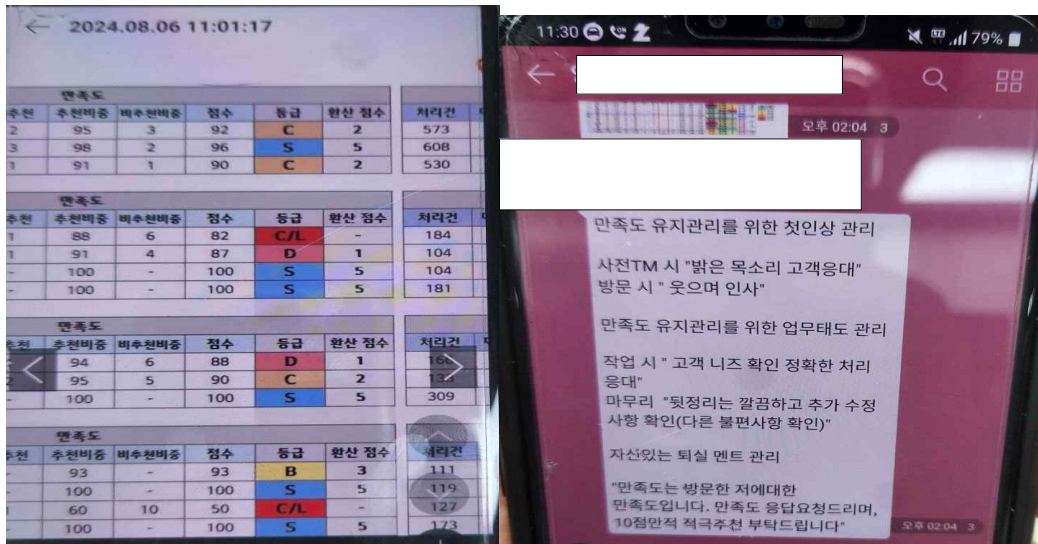 2024.08.06 11:01:17
만족도
추천 추천비중 비추천비중 점수 등급 환산 점수 처리건
2 95 3 92 C 2 573
3 98 2 96 S 5 608
1 91 1 90 C 2 530
만족도
추천 추천비중 비추천비중 점수 등급 환산 점수 처리건
1 88 6 82 C/L - 184
1 91 4 87 D 1 104
- 100 - 100 S 5 104
- 100 - 100 S 5 181
만족도
추천비중 비추천비중 점수 등급 환산 점수 처리건
94 6 88 D 1
2 95 5 90 C 2
- 100 - 100 S 5 309
만족도
추천 추천비중 비추천비중 점수 등급 환산 점수 처리건
- 93 - 93 B 3 111
- 100 - 100 S 5 119
1 60 10 50 C/L - 127
- 100 - 100 S 5 173
11:30 79%
오후 02:04 3
만족도 유지관리를 위한 첫인상 관리
사전TM 시 "밝은 목소리 고객응대"
방문 시 " 웃으며 인사"
만족도 유지관리를 위한 업무태도 관리
작업 시 " 고객 니즈 확인 정확한 처리
응대"
마무리 "뒷정리는 깔끔하고 추가 수정
사항 확인(다른 불편사항 확인)"
자신있는 퇴실 멘트 관리
"만족도는 방문한 저에대한
만족도입니다. 만족도 응답요청드리며,
10점만적 적극추천 부탁드립니다"
오후 02:04 3